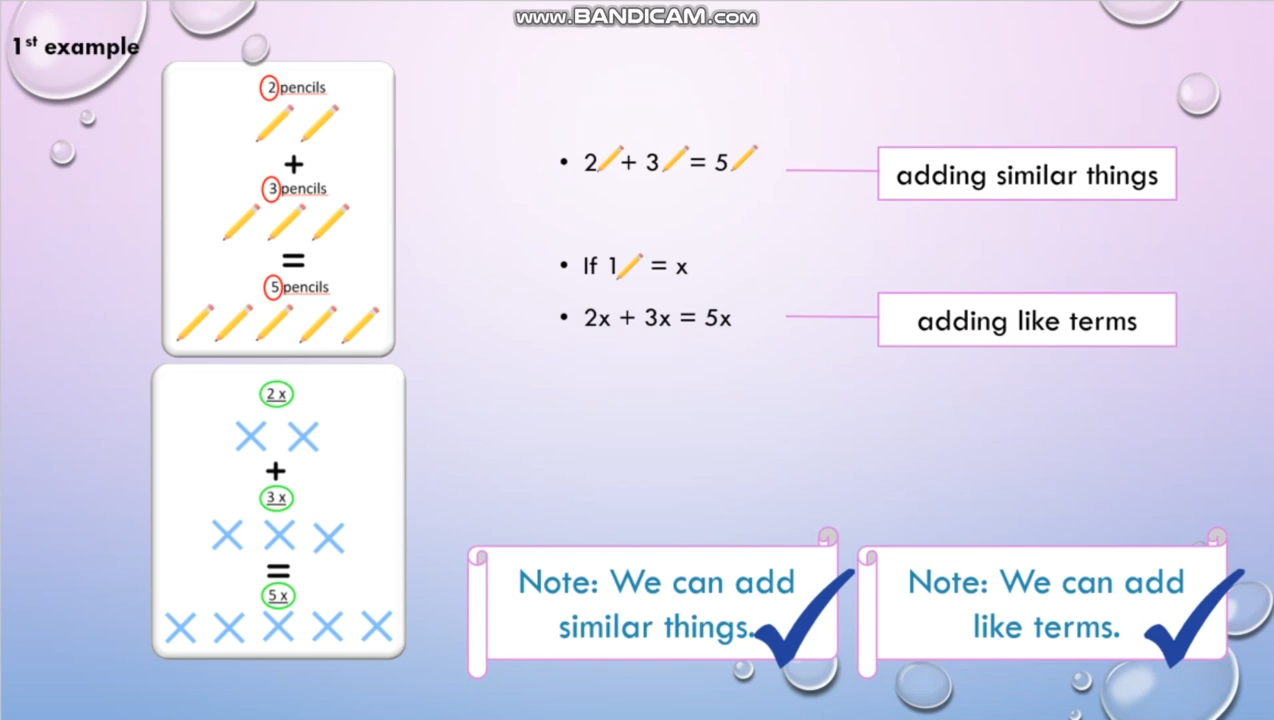 www.BANDICAM.com
1st example
2 pencils
+
3 pencils
=
5 pencils
2 x
+
3 x
=
5 x
• 2 + 3 = 5
adding similar things
• If 1 = x
• 2x + 3x = 5x
adding like terms
Note: We can add
similar things.
Note: We can add
like terms.